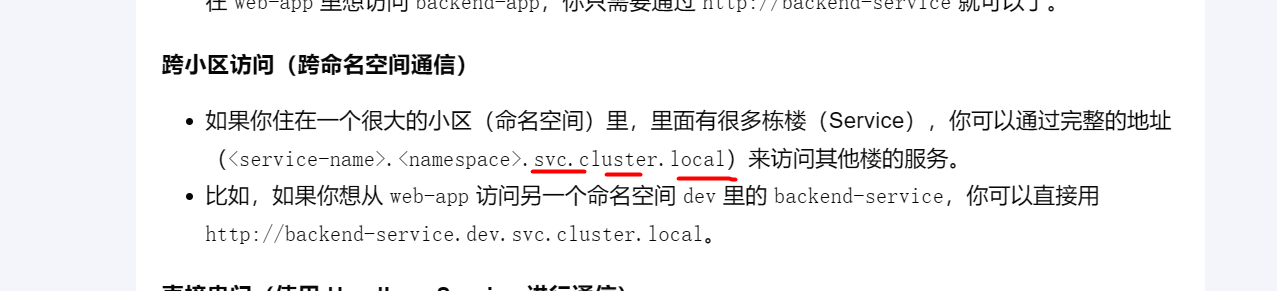 在 web-app 里想访问 backend-app，你只需要通过 http://backend-service 就可以了。
跨小区访问（跨命名空间通信）
• 如果你住在一个很大的小区（命名空间）里，里面有很多栋楼（Service），你可以通过完整的地址
（<service-name>.<namespace>.svc.cluster.local）来访问其他楼的服务。
• 比如，如果你想从 web-app 访问另一个命名空间 dev 里的 backend-service，你可以直接用
http://backend-service.dev.svc.cluster.local。